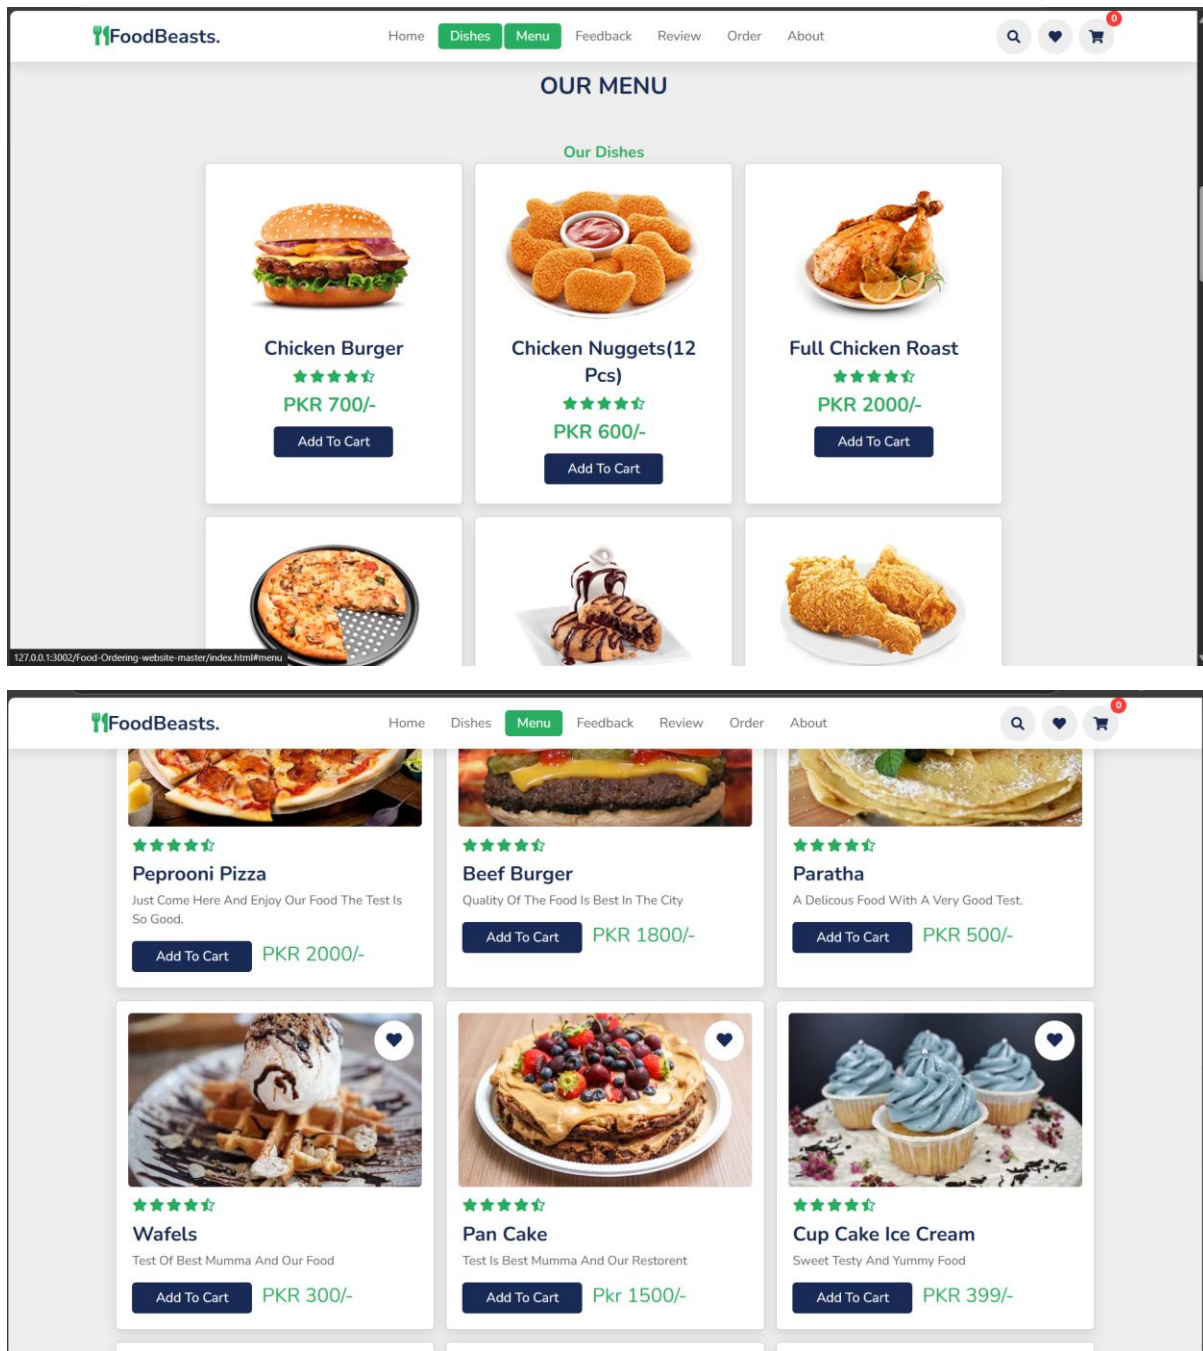 FoodBeasts. Home Dishes Menu Feedback Review Order About 0
OUR MENU
Our Dishes
Chicken Burger
PKR 700/-
Add To Cart
Chicken Nuggets(12
Pcs)
PKR 600/-
Add To Cart
Full Chicken Roast
PKR 2000/-
Add To Cart
127.0.0.1:3002/Food-Ordering-website-master/index.html#menu
FoodBeasts. Home Dishes Menu Feedback Review Order About 0
Peprooni Pizza
Just Come Here And Enjoy Our Food The Test Is
So Good.
Add To Cart PKR 2000/-
Beef Burger
Quality Of The Food Is Best In The City
Add To Cart PKR 1800/-
Paratha
A Delicous Food With A Very Good Test.
Add To Cart PKR 500/-
Wafels
Test Of Best Mumma And Our Food
Add To Cart PKR 300/-
Pan Cake
Test Is Best Mumma And Our Restorent
Add To Cart Pkr 1500/-
Cup Cake Ice Cream
Sweet Testy And Yummy Food
Add To Cart PKR 399/-